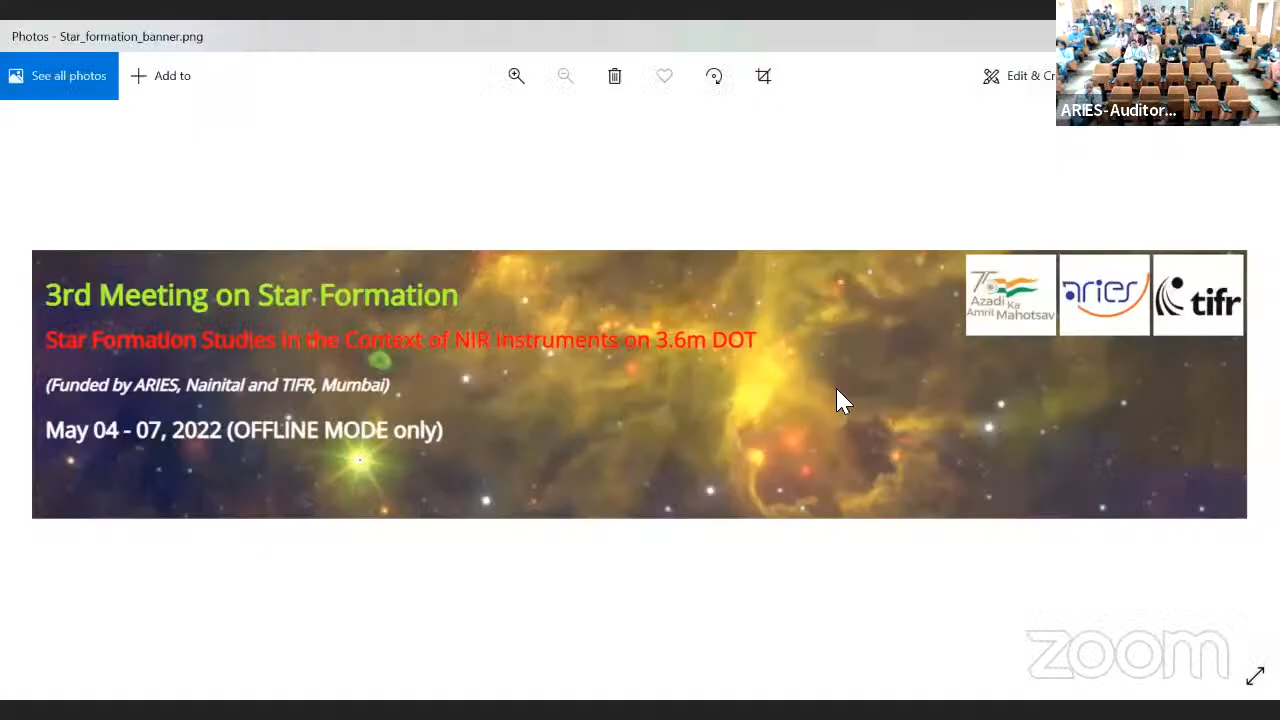 Photos - Star_formation_banner.png
See all photos
Add to
Edit & Cr
ARIES-Auditor...
3rd Meeting on Star Formation
Star Formation Studies in the Context of NIR Instruments on 3.6m DOT
(Funded by ARIES, Nainital and TIFR, Mumbai)
May 04 - 07, 2022 (OFFLINE MODE only)
75
Azadi Ka
Amrit Mahotsav
aries
tifr
zoom